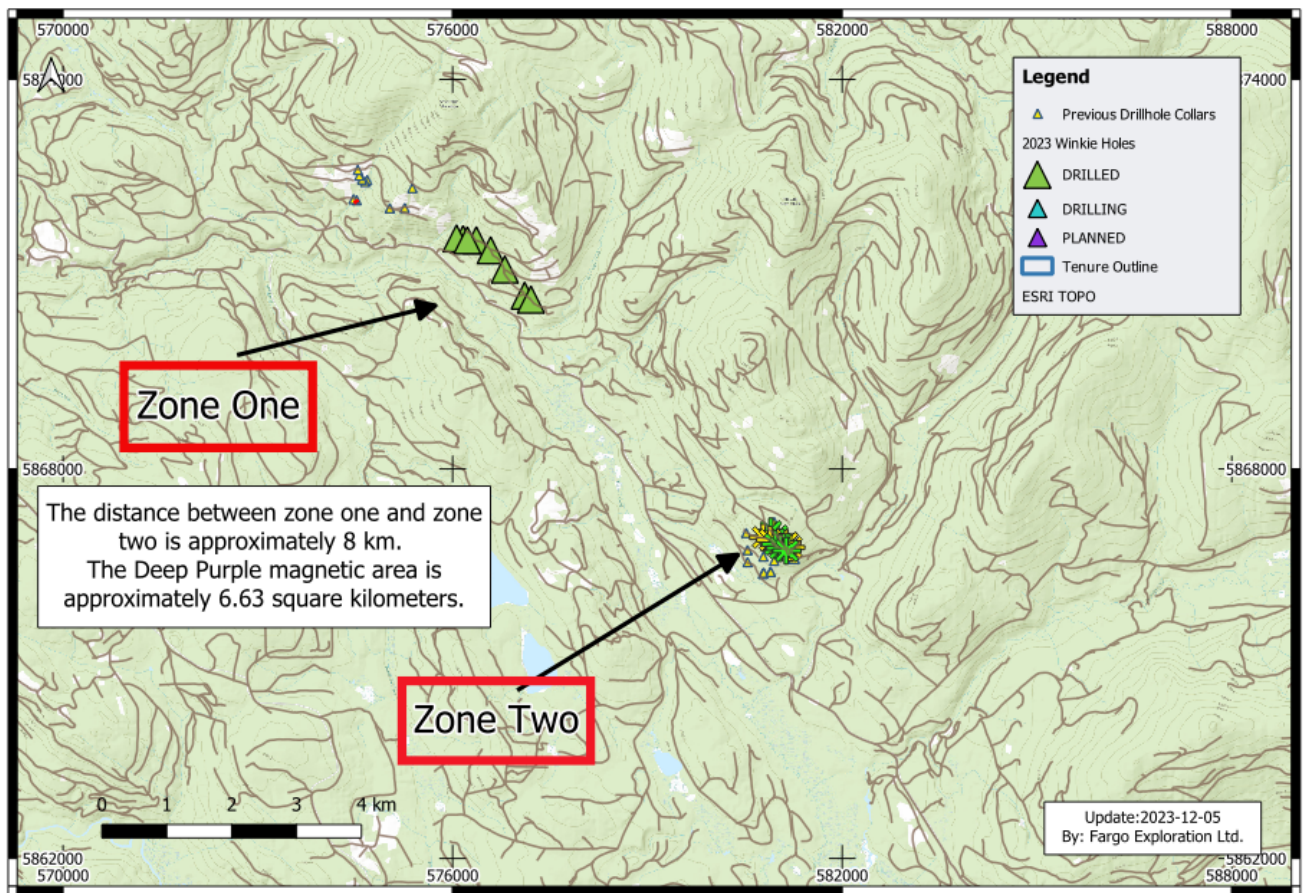 570000 576000 582000 588000
874000
Legend
Previous Drillhole Collars
2023 Winkie Holes
DRILLED
DRILLING
PLANNED
Tenure Outline
ESRI TOPO
Zone One
5868000 5868000
The distance between zone one and zone
two is approximately 8 km.
The Deep Purple magnetic area is
approximately 6.63 square kilometers.
Zone Two
0 1 2 3 4 km
Update:2023-12-05
By: Fargo Exploration Ltd.
5862000 5862000
570000 576000 582000 588000